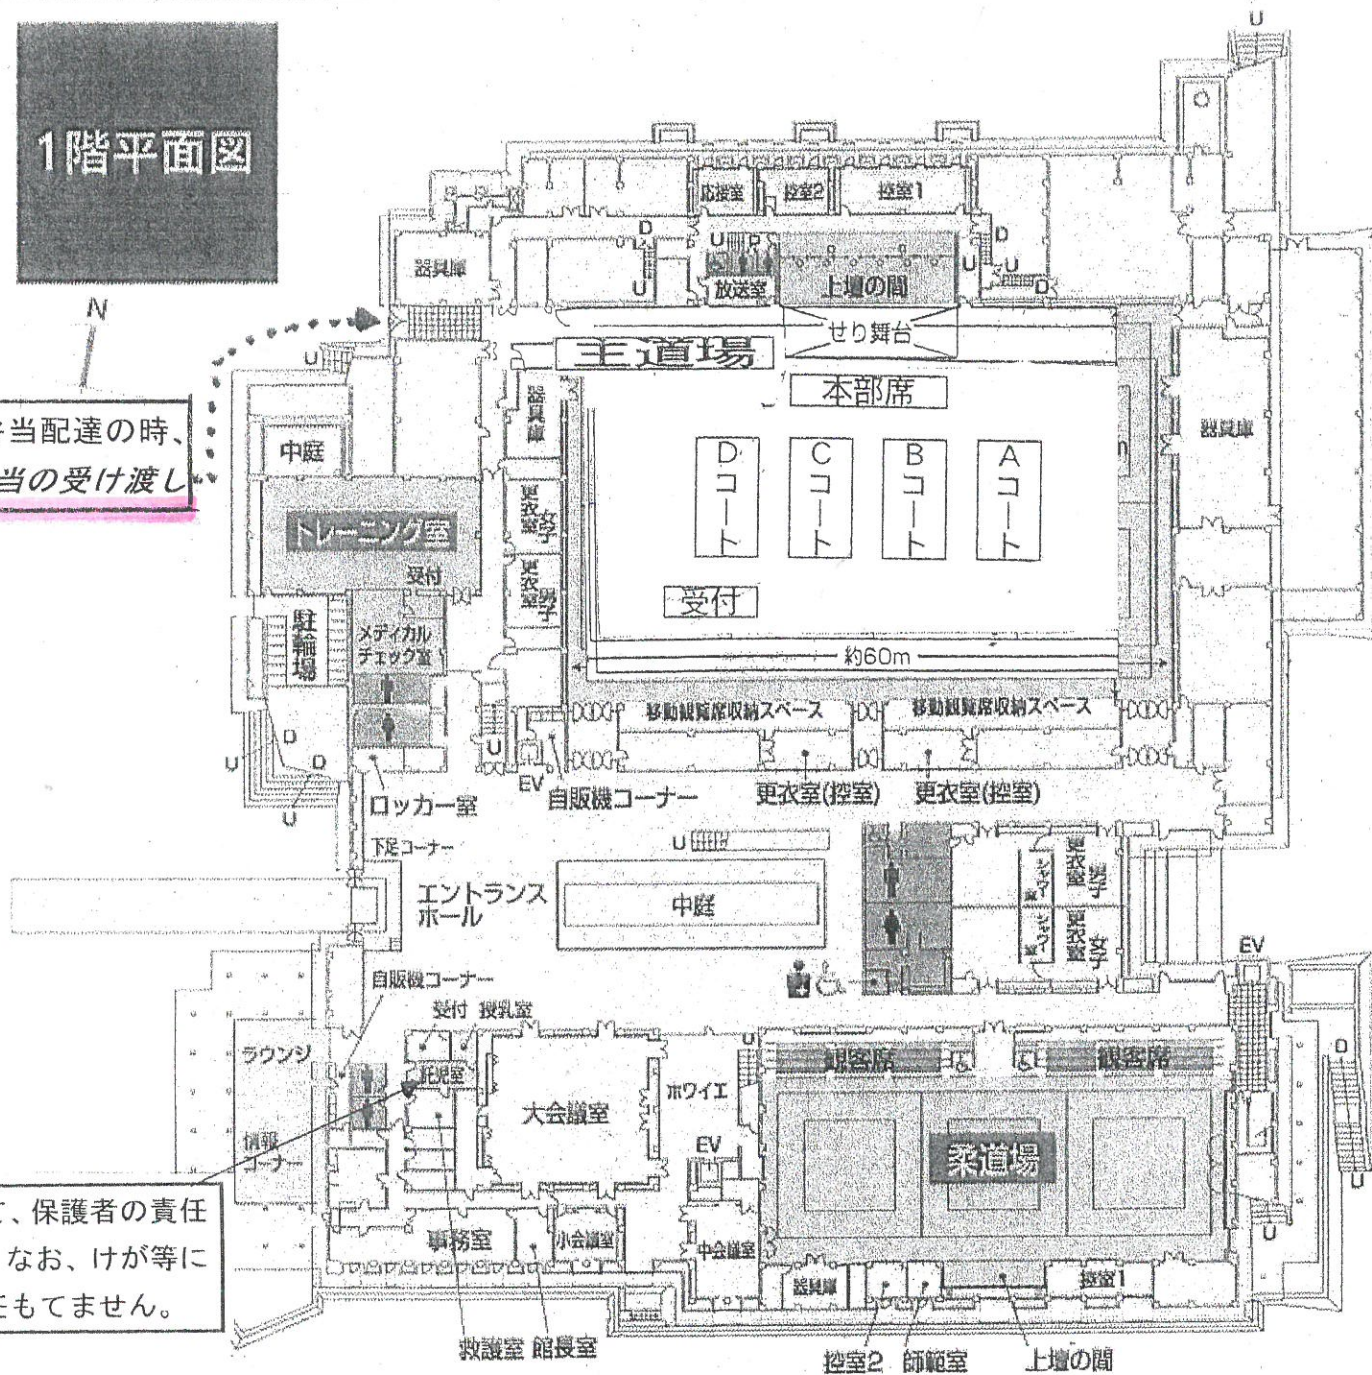 1階平面図
U
応接室
控室2
控室1
器具庫
D
U
U
D
D
U
U
D
放送室
上壇の間
N
せり舞台
主道場
U
本部席
当配達の時、
当の受け渡し
中庭
器具庫
器具庫
Dコート
Cコート
Bコート
Aコート
トレーニング室
更衣室 女子
受付
更衣室 男子
受付
駐輪場
メディカル
チェック室
約60m
移動観覧席収納スペース
移動観覧席収納スペース
U
D
D
U
U
EV
ロッカー室
自販機コーナー
更衣室(控室)
更衣室(控室)
下足コーナー
U
エントランス
ホール
中庭
シャワー室
更衣室 男子
シャワー室
更衣室 女子
EV
自販機コーナー
受付
授乳室
ラウンジ
託児室
U
観客席
観客席
D
ホワイエ
大会議室
情報
コーナー
EV
柔道場
U
、保護者の責任
なお、けが等に
もてません。
事務室
小会議室
中会議室
U
器具庫
控室1
救護室
館長室
控室2
師範室
上壇の間